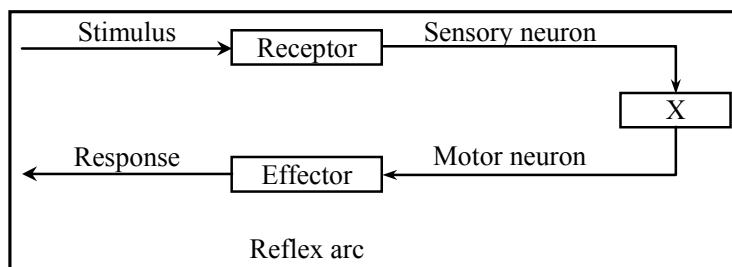 Stimulus
Receptor
Sensory neuron
X
Motor neuron
Effector
Response
Reflex arc